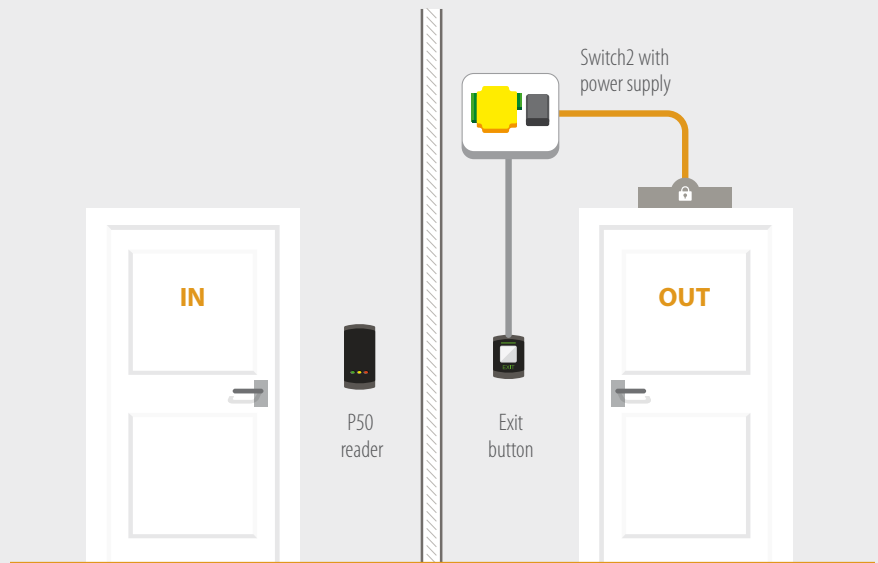 Switch2 with
power supply
IN
OUT
EXIT
P50
reader
Exit
button